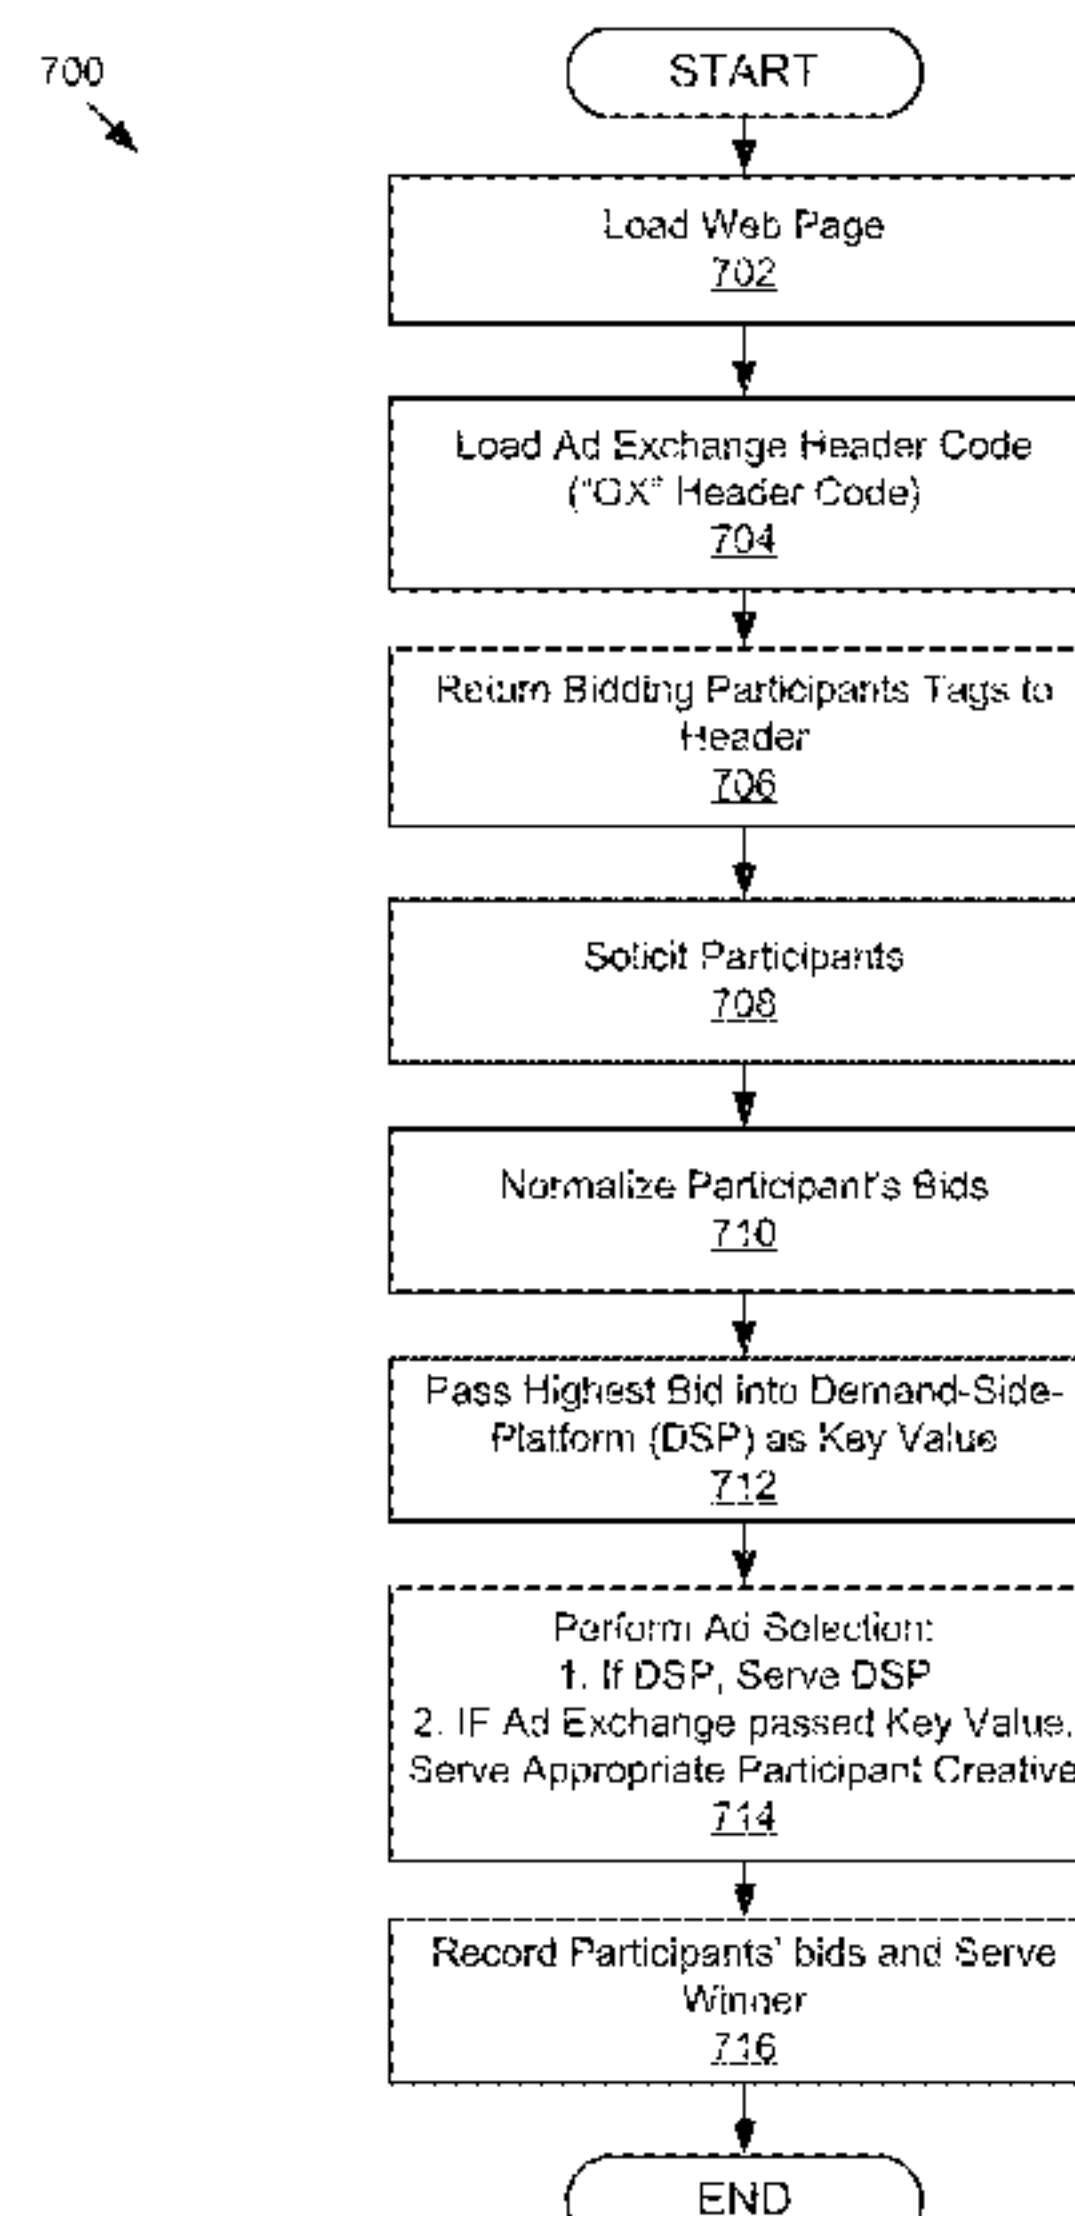 700
START
Load Web Page
702
Load Ad Exchange Header Code
("OX" Header Code)
704
Return Bidding Participants Tags to
Header
706
Solicit Participants
708
Normalize Participant's Bids
710
Pass Highest Bid into Demand-Side-
Platform (DSP) as Key Value
712
Perform Ad Selection:
1. If DSP, Serve DSP
2. IF Ad Exchange passed Key Value,
Serve Appropriate Participant Creative
714
Record Participants' bids and Serve
Winner
716
END